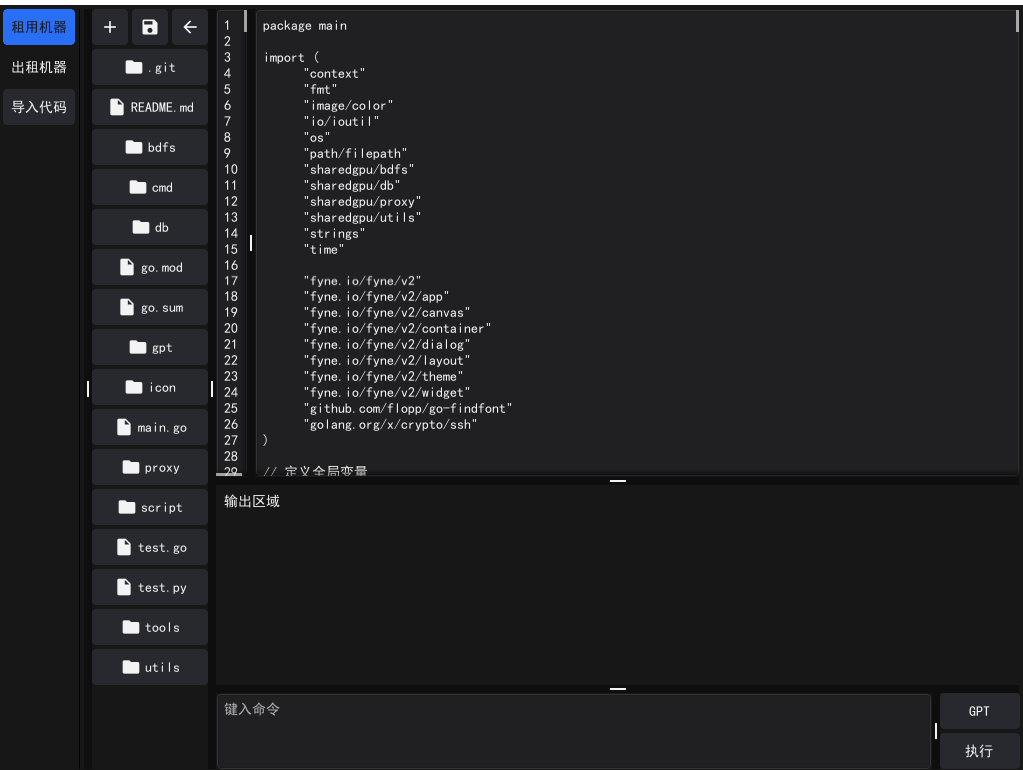 租用机器
出租机器
导入代码
.git
README.md
bdfs
cmd
db
go.mod
go.sum
gpt
icon
main.go
proxy
script
test.go
test.py
tools
utils
1 package main
2
3 import (
4 "context"
5 "fmt"
6 "image/color"
7 "io/ioutil"
8 "os"
9 "path/filepath"
10 "sharedgpu/bdfs"
11 "sharedgpu/db"
12 "sharedgpu/proxy"
13 "sharedgpu/utils"
14 "strings"
15 "time"
16
17 "fyne.io/fyne/v2"
18 "fyne.io/fyne/v2/app"
19 "fyne.io/fyne/v2/canvas"
20 "fyne.io/fyne/v2/container"
21 "fyne.io/fyne/v2/dialog"
22 "fyne.io/fyne/v2/layout"
23 "fyne.io/fyne/v2/theme"
24 "fyne.io/fyne/v2/widget"
25 "github.com/flopp/go-findfont"
26 "golang.org/x/crypto/ssh"
27 )
28
29 // 定义全局变量
输出区域
键入命令
GPT
执行